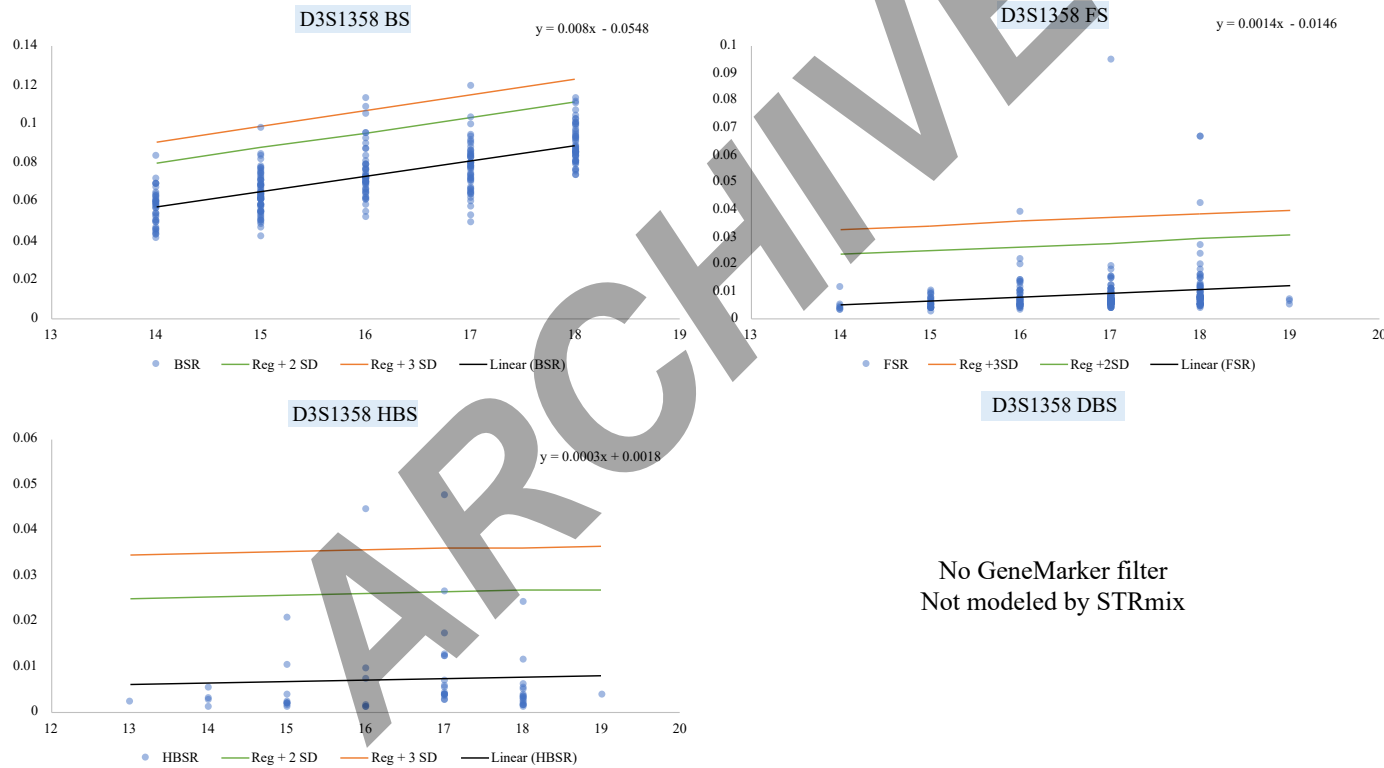 D3S1358 BS
y = 0.008x - 0.0548
0.14
0.12
0.1
0.08
0.06
0.04
0.02
0
13 14 15 16 17 18 19
BSR Reg + 2 SD Reg + 3 SD Linear (BSR)
D3S1358 FS
y = 0.0014x - 0.0146
0.1
0.09
0.08
0.07
0.06
0.05
0.04
0.03
0.02
0.01
0
13 14 15 16 17 18 19 20
FSR Reg +3SD Reg +2SD Linear (FSR)
D3S1358 HBS
y = 0.0003x + 0.0018
0.06
0.05
0.04
0.03
0.02
0.01
0
12 13 14 15 16 17 18 19 20
HBSR Reg + 2 SD Reg + 3 SD Linear (HBSR)
D3S1358 DBS
No GeneMarker filter
Not modeled by STRmix
ARCHIVE